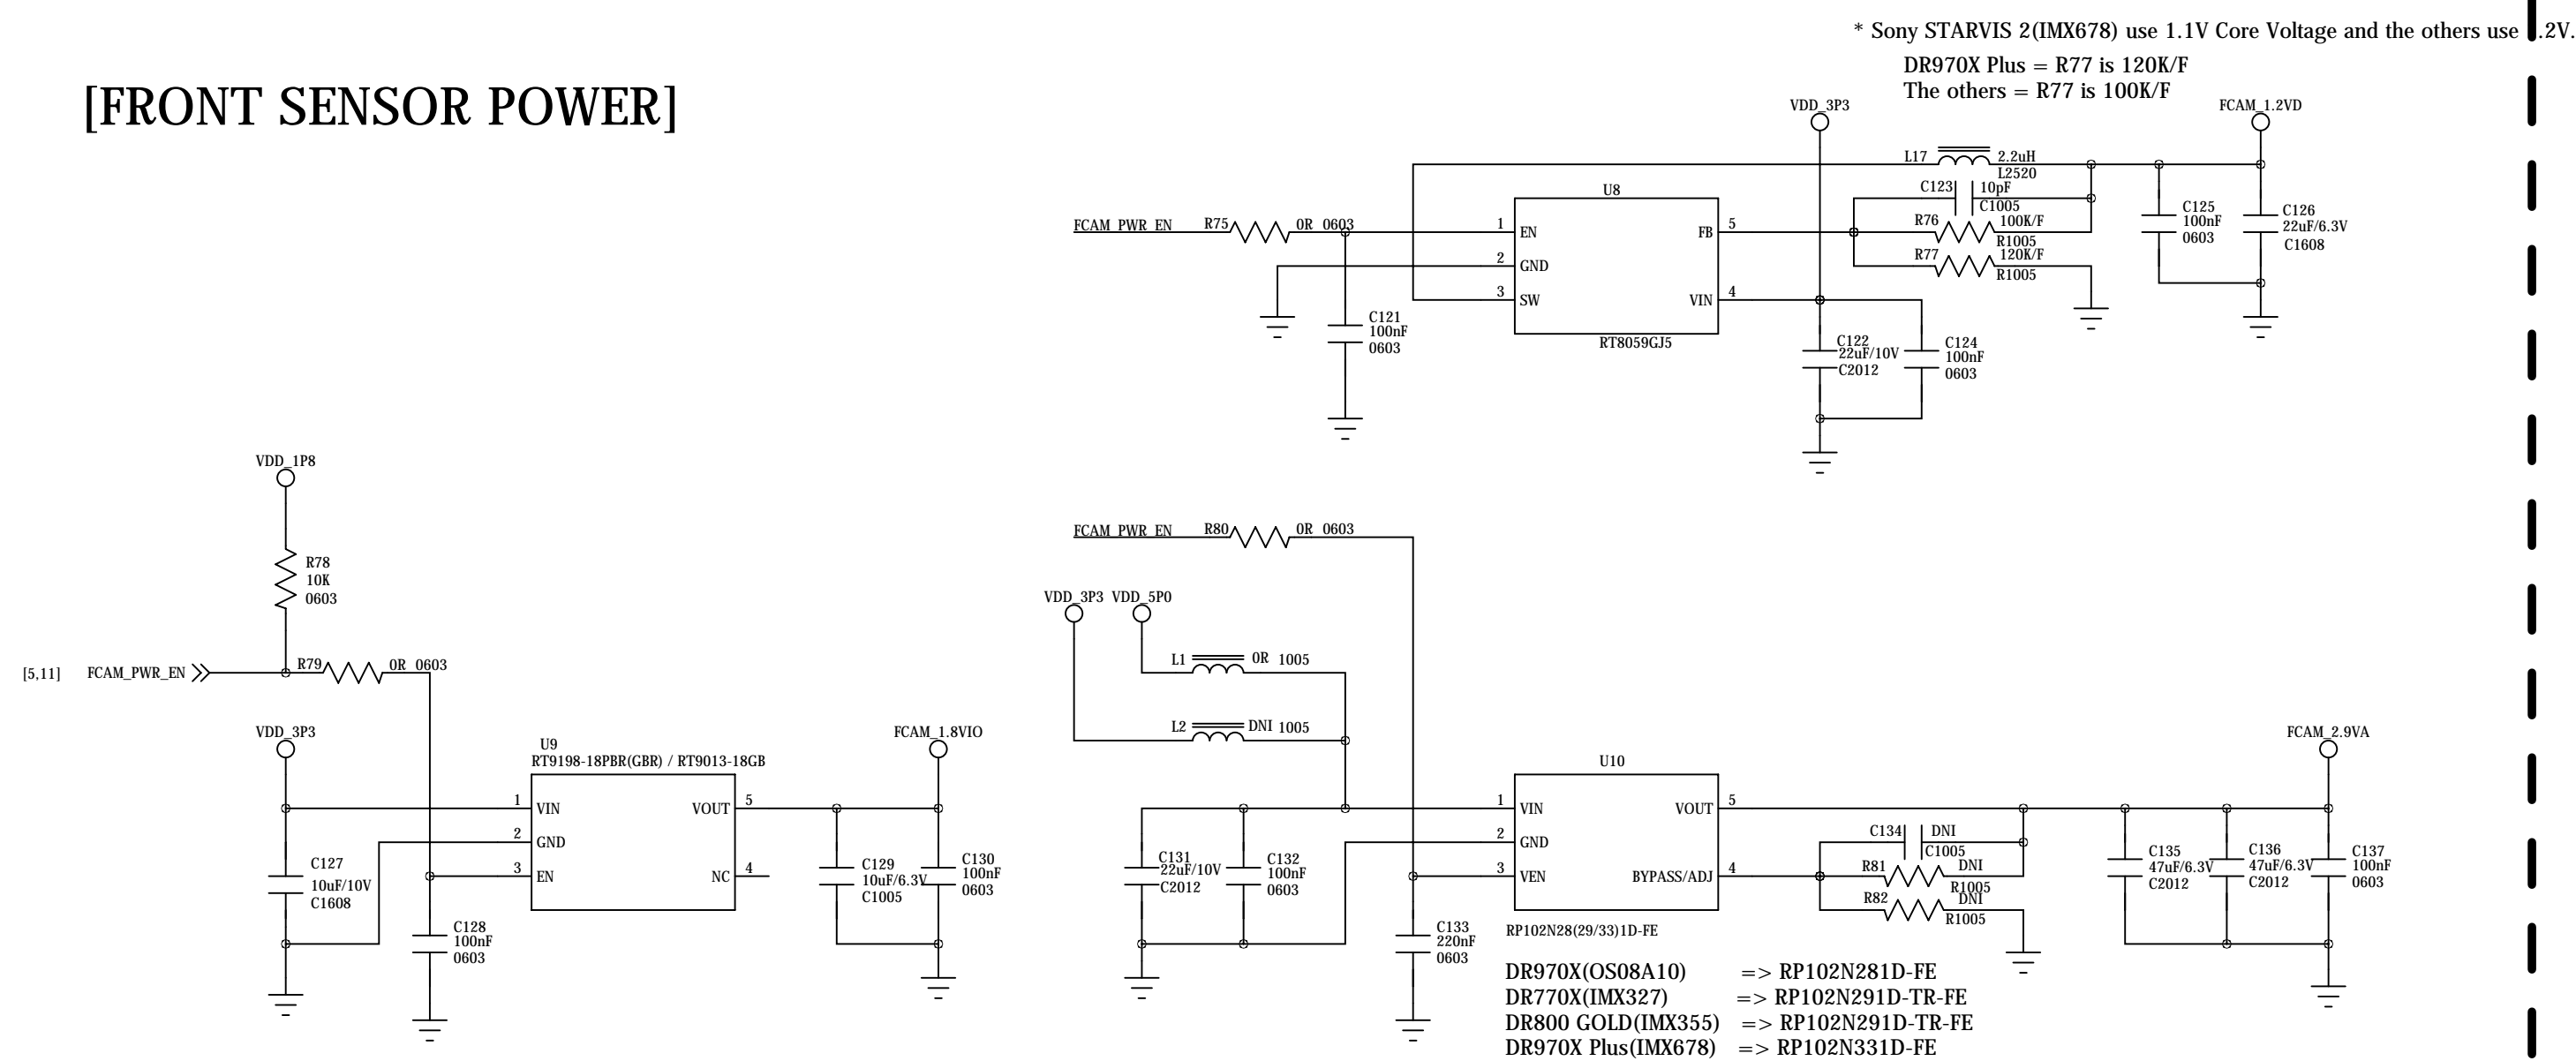 * Sony STARVIS 2(IMX678) use 1.1V Core Voltage and the others use .2V.
DR970X Plus = R77 is 120K/F
The others = R77 is 100K/F
[FRONT SENSOR POWER]
VDD_3P3
FCAM_1.2VD
L17
2.2uH
L2520
U8
C123
10pF
C1005
FCAM_PWR_EN
R75
0R 0603
1
EN
FB
5
R76
100K/F
R1005
2
GND
R77
120K/F
R1005
3
SW
VIN
4
RT8059GJ5
C125
100nF
0603
C126
22uF/6.3V
C1608
C121
100nF
0603
C122
22uF/10V
C2012
C124
100nF
0603
VDD_1P8
R78
10K
0603
[5,11]
FCAM_PWR_EN
R79
0R 0603
VDD_3P3
U9
RT9198-18PBR(GBR) / RT9013-18GB
FCAM_1.8VIO
1
VIN
VOUT
5
2
GND
3
EN
NC
4
C127
10uF/10V
C1608
C128
100nF
0603
C129
10uF/6.3V
C1005
C130
100nF
0603
FCAM_PWR_EN
R80
0R 0603
VDD_3P3
VDD_5P0
L1
0R 1005
L2
DNI 1005
U10
FCAM_2.9VA
1
VIN
VOUT
5
2
GND
3
VEN
BYPASS/ADJ
4
RP102N28(29/33)1D-FE
C131
22uF/10V
C2012
C132
100nF
0603
C133
220nF
0603
C134
DNI
C1005
R81
DNI
R1005
R82
DNI
R1005
C135
47uF/6.3V
C2012
C136
47uF/6.3V
C2012
C137
100nF
0603
DR970X(OS08A10) => RP102N281D-FE
DR770X(IMX327) => RP102N291D-TR-FE
DR800 GOLD(IMX355) => RP102N291D-TR-FE
DR970X Plus(IMX678) => RP102N331D-FE